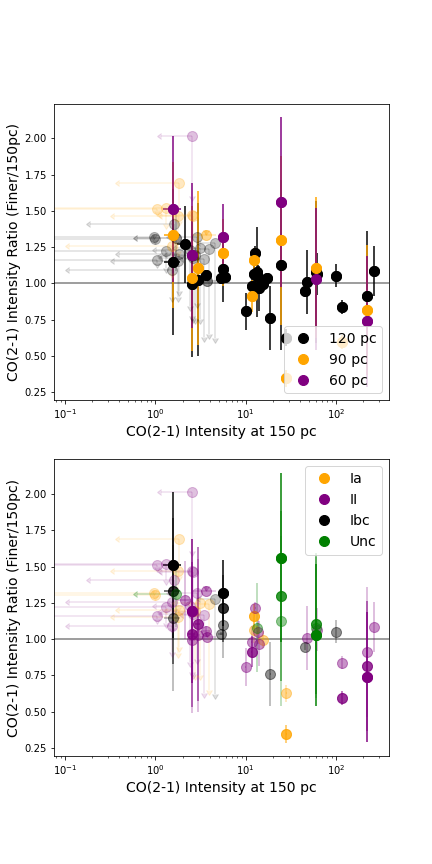 2.00
1.75
1.50
1.25
1.00
0.75
0.50
0.25
CO(2-1) Intensity Ratio (Finer/150pc)
120 pc
90 pc
60 pc
10⁻¹ 10⁰ 10¹ 10²
CO(2-1) Intensity at 150 pc
2.00
1.75
1.50
1.25
1.00
0.75
0.50
0.25
CO(2-1) Intensity Ratio (Finer/150pc)
Ia
II
Ibc
Unc
10⁻¹ 10⁰ 10¹ 10²
CO(2-1) Intensity at 150 pc